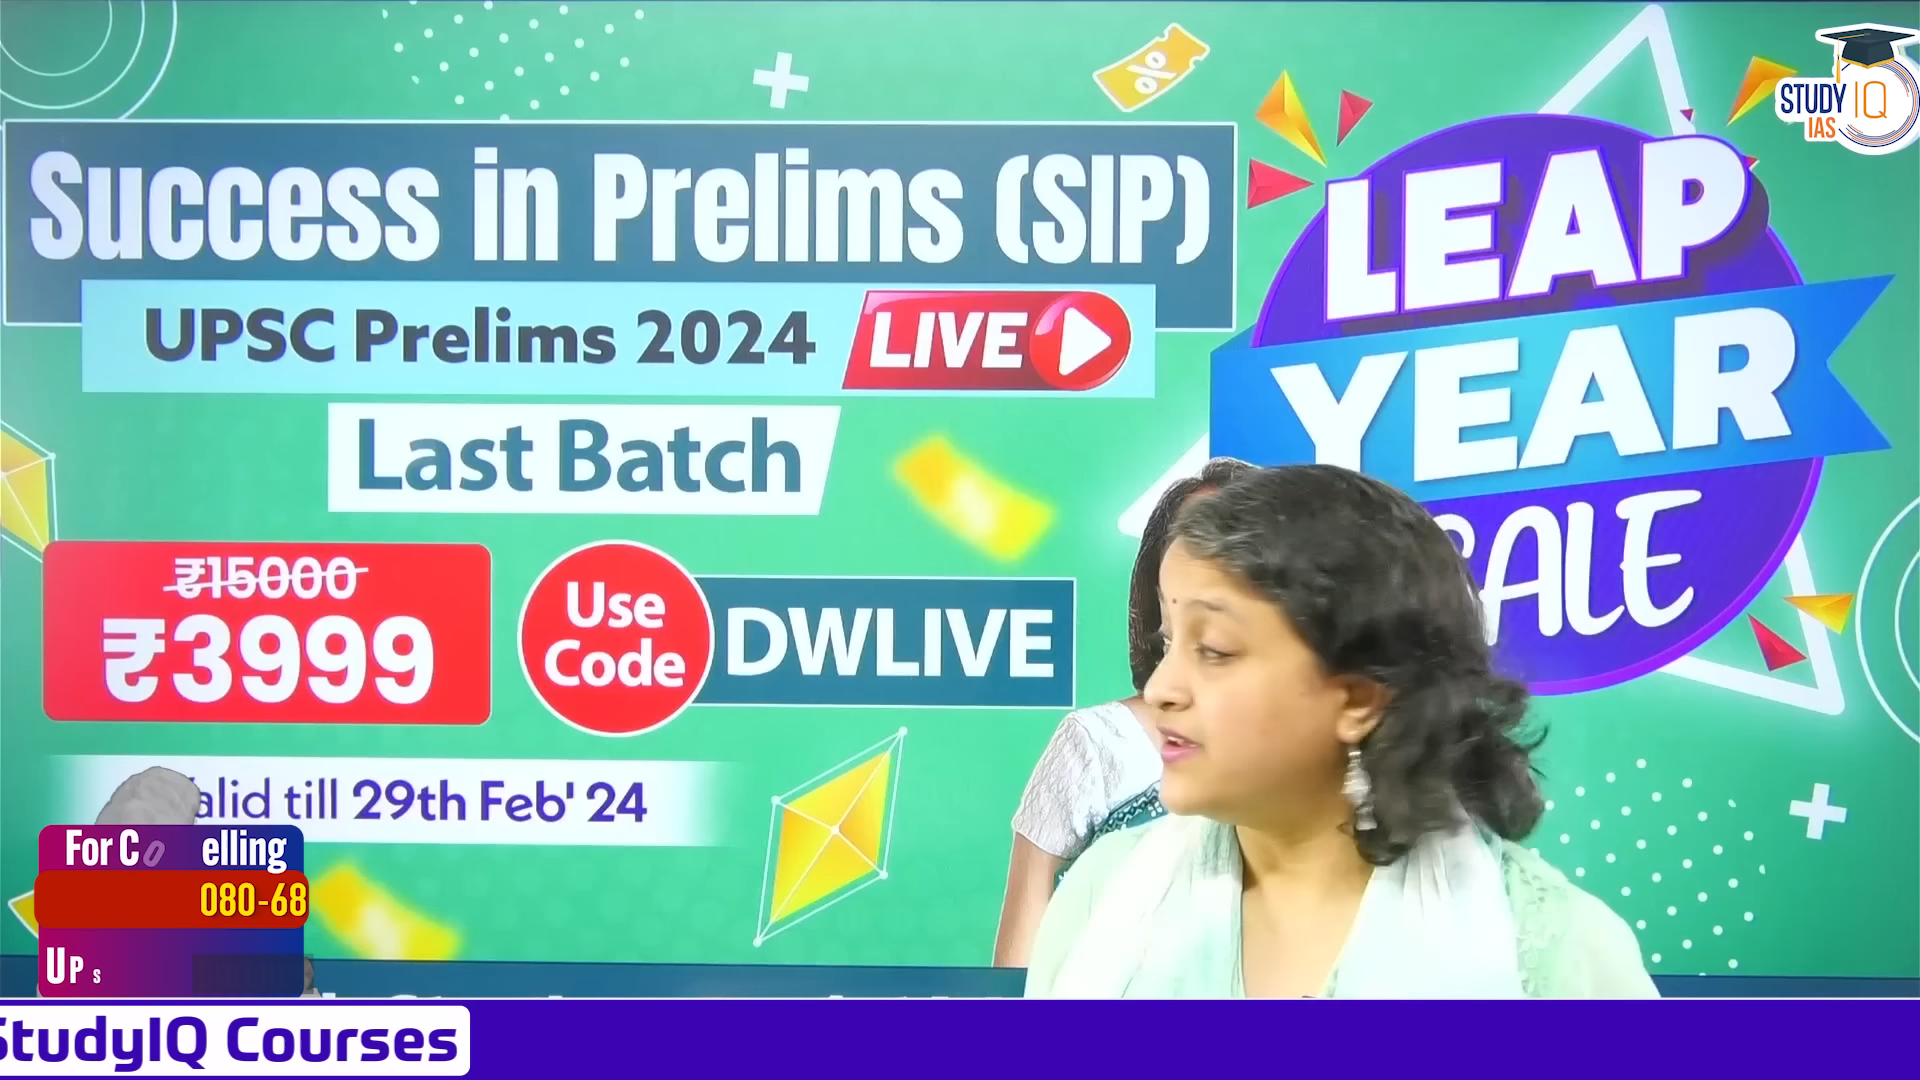 STUDY IQ
IAS
Success in Prelims (SIP)
UPSC Prelims 2024 LIVE
Last Batch
₹15000
₹3999
Use
Code
DWLIVE
LEAP
YEAR
till 29th Feb' 24
For
080-68
StudyIQ Courses